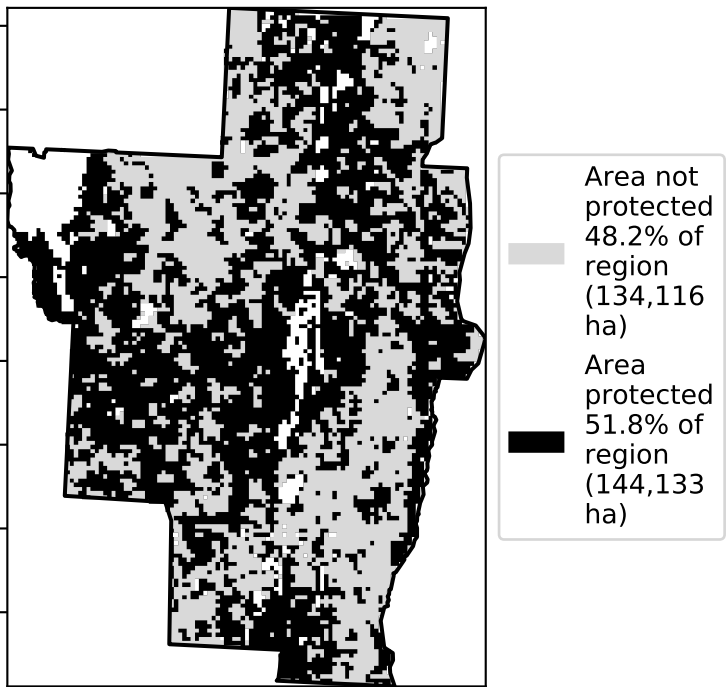 Area not
protected
48.2% of
region
(134,116
ha)
Area
protected
51.8% of
region
(144,133
ha)